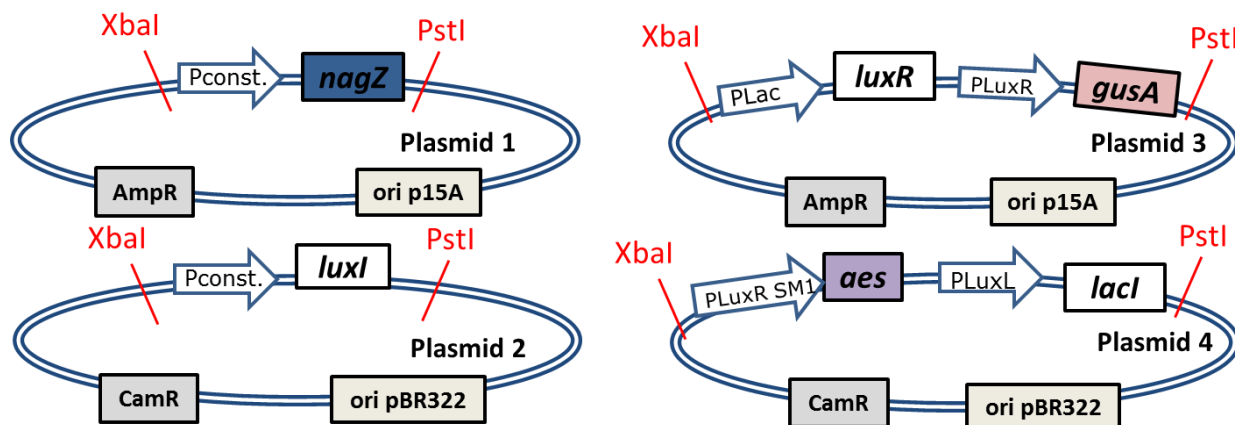 XbaI
PstI
Pconst.
nagZ
Plasmid 1
AmpR
ori p15A
XbaI
PstI
Pconst.
luxI
Plasmid 2
CamR
ori pBR322
XbaI
PstI
PLac
luxR
PLuxR
gusA
Plasmid 3
AmpR
ori p15A
XbaI
PstI
PLuxR SM1
aes
PLuxL
lacI
Plasmid 4
CamR
ori pBR322